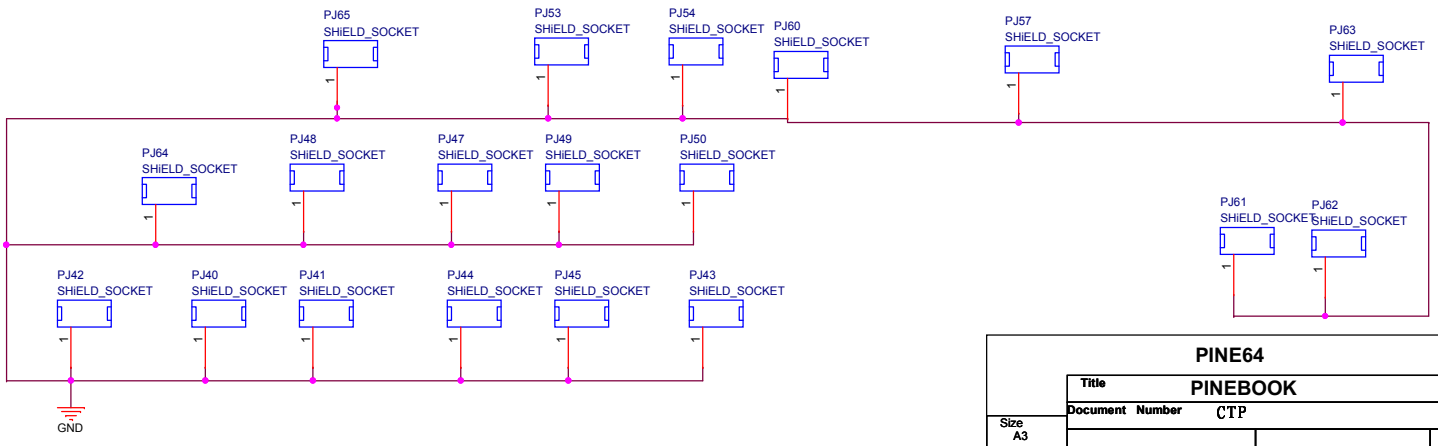 PJ65
SHiELD_SOCKET
1
PJ53
SHiELD_SOCKET
1
PJ54
SHiELD_SOCKET
1
PJ60
SHiELD_SOCKET
1
PJ57
SHiELD_SOCKET
1
PJ63
SHiELD_SOCKET
1
PJ64
SHiELD_SOCKET
1
PJ48
SHiELD_SOCKET
1
PJ47
SHiELD_SOCKET
1
PJ49
SHiELD_SOCKET
1
PJ50
SHiELD_SOCKET
1
PJ61
SHiELD_SOCKET
1
PJ62
SHiELD_SOCKET
1
PJ42
SHiELD_SOCKET
1
PJ40
SHiELD_SOCKET
1
PJ41
SHiELD_SOCKET
1
PJ44
SHiELD_SOCKET
1
PJ45
SHiELD_SOCKET
1
PJ43
SHiELD_SOCKET
1
GND
PINE64
Title
PINEBOOK
Document Number CTP
Size
A3